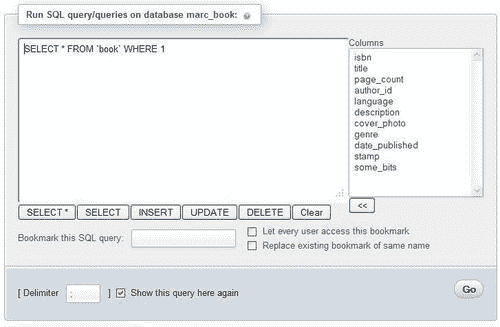 Run SQL query/queries on database marc_book:
SELECT * FROM `book` WHERE 1
Columns
isbn
title
page_count
author_id
language
description
cover_photo
genre
date_published
stamp
some_bits
SELECT * SELECT INSERT UPDATE DELETE Clear <<
Bookmark this SQL query: Let every user access this bookmark
Replace existing bookmark of same name
[ Delimiter ; ] Show this query here again Go